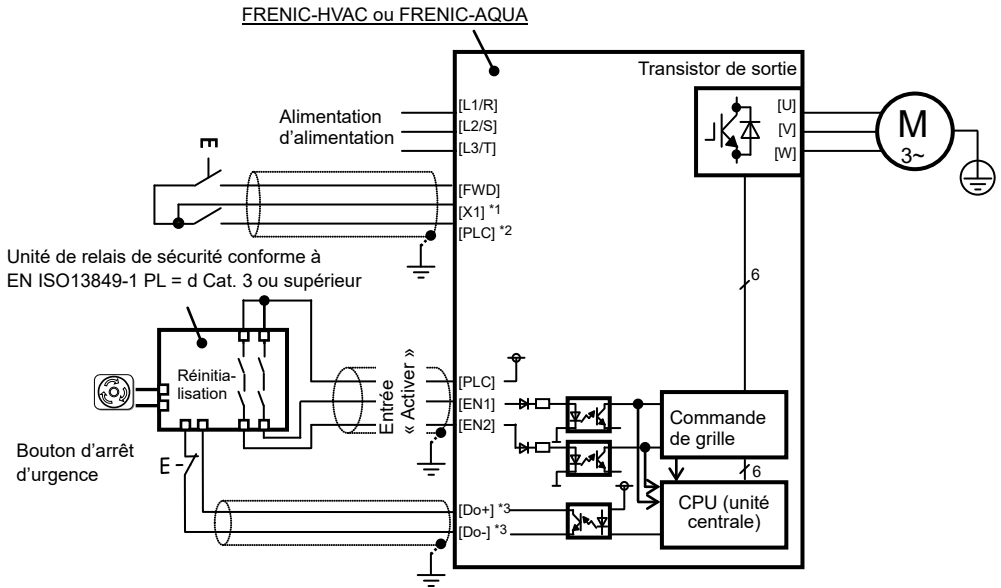 FRENIC-HVAC ou FRENIC-AQUA
Transistor de sortie
Alimentation
d'alimentation
[L1/R]
[L2/S]
[L3/T]
[U]
[V]
[W]
M
3~
E
[FWD]
[X1] *1
[PLC] *2
Unité de relais de sécurité conforme à
EN ISO13849-1 PL = d Cat. 3 ou supérieur
6
Réinitia-
lisation
Entrée
« Activer »
[PLC]
[EN1]
[EN2]
Commande
de grille
Bouton d'arrêt
d'urgence
E
6
CPU (unité
centrale)
[Do+] *3
[Do-] *3